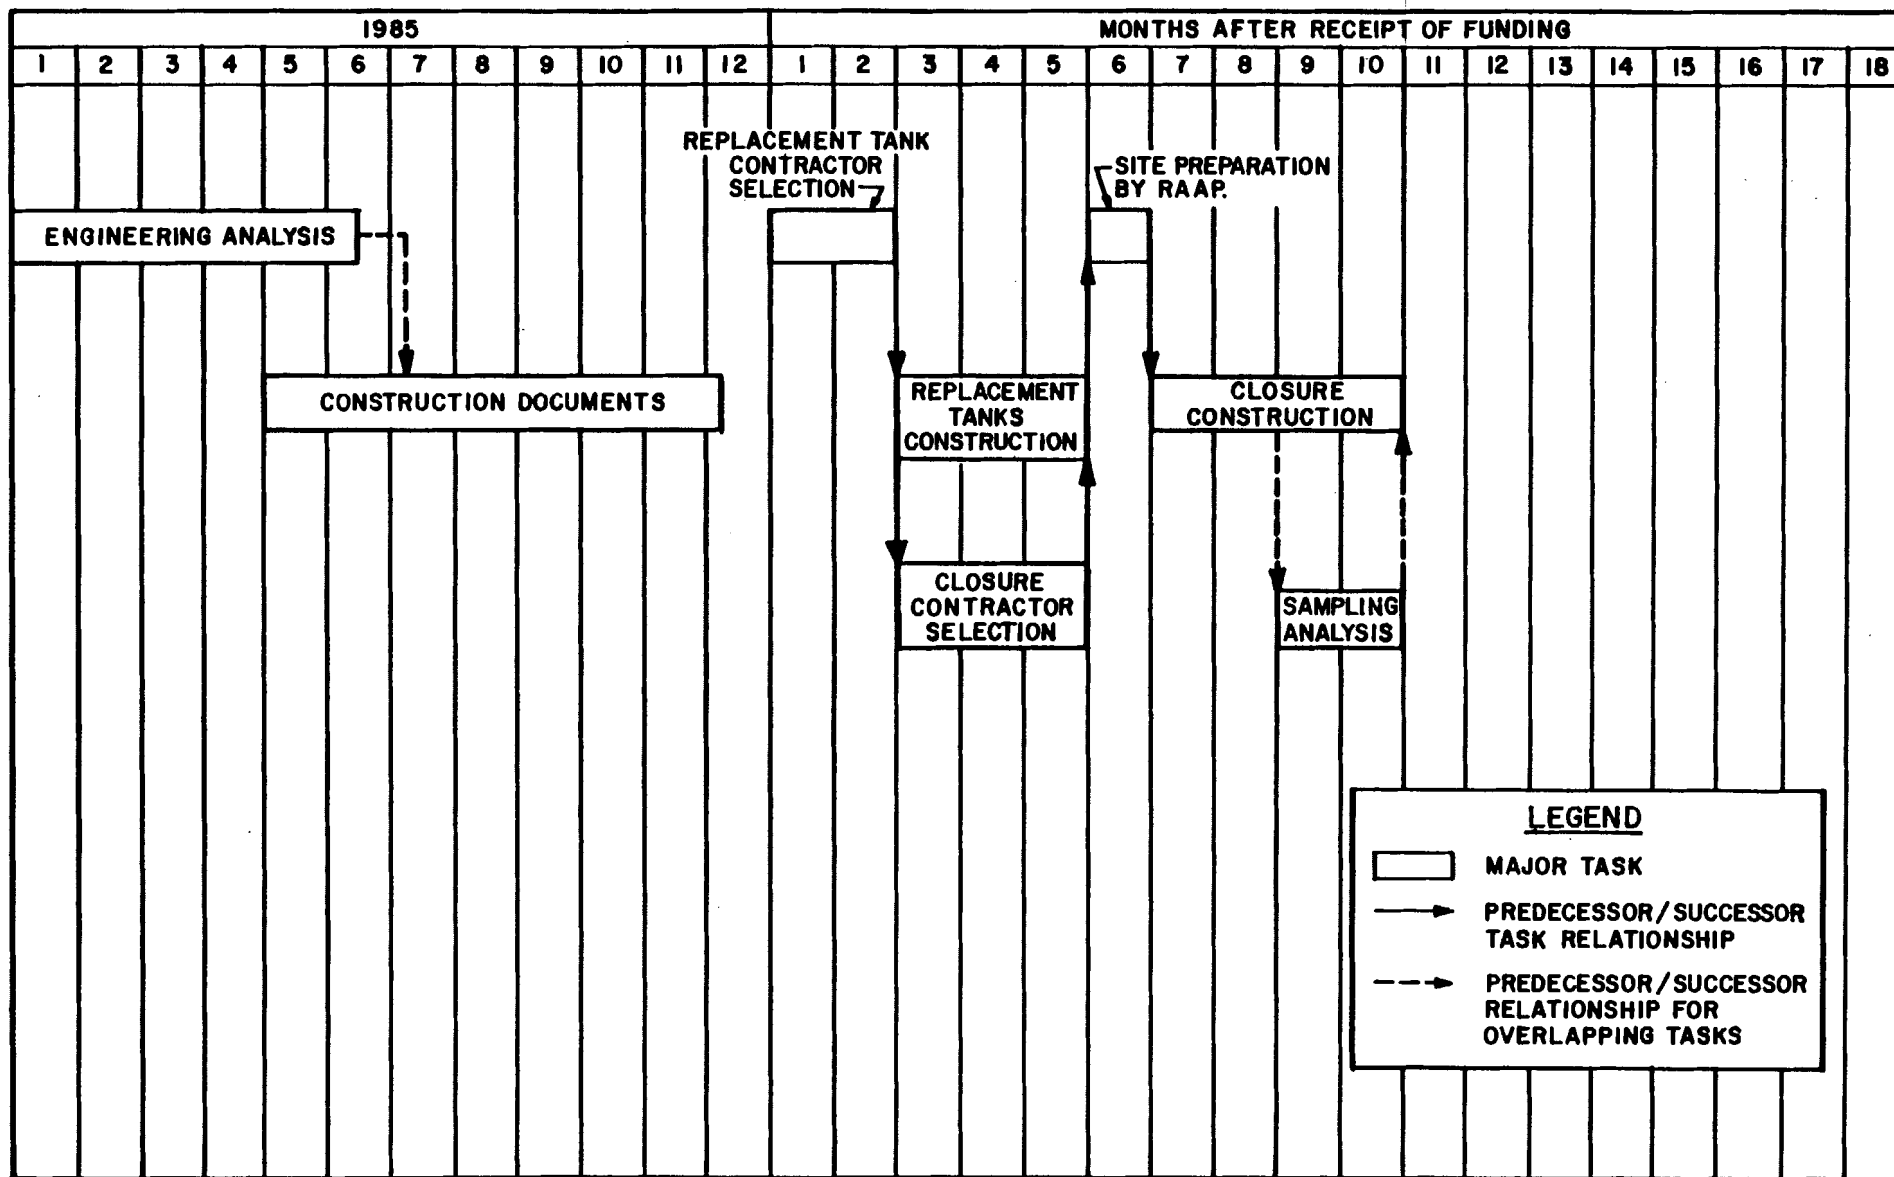 1985
MONTHS AFTER RECEIPT OF FUNDING
1 2 3 4 5 6 7 8 9 10 11 12 1 2 3 4 5 6 7 8 9 10 11 12 13 14 15 16 17 18
REPLACEMENT TANK
CONTRACTOR
SELECTION
SITE PREPARATION
BY RAAP.
ENGINEERING ANALYSIS
CONSTRUCTION DOCUMENTS
REPLACEMENT
TANKS
CONSTRUCTION
CLOSURE
CONSTRUCTION
CLOSURE
CONTRACTOR
SELECTION
SAMPLING
ANALYSIS
LEGEND
MAJOR TASK
PREDECESSOR/SUCCESSOR
TASK RELATIONSHIP
PREDECESSOR/SUCCESSOR
RELATIONSHIP FOR
OVERLAPPING TASKS